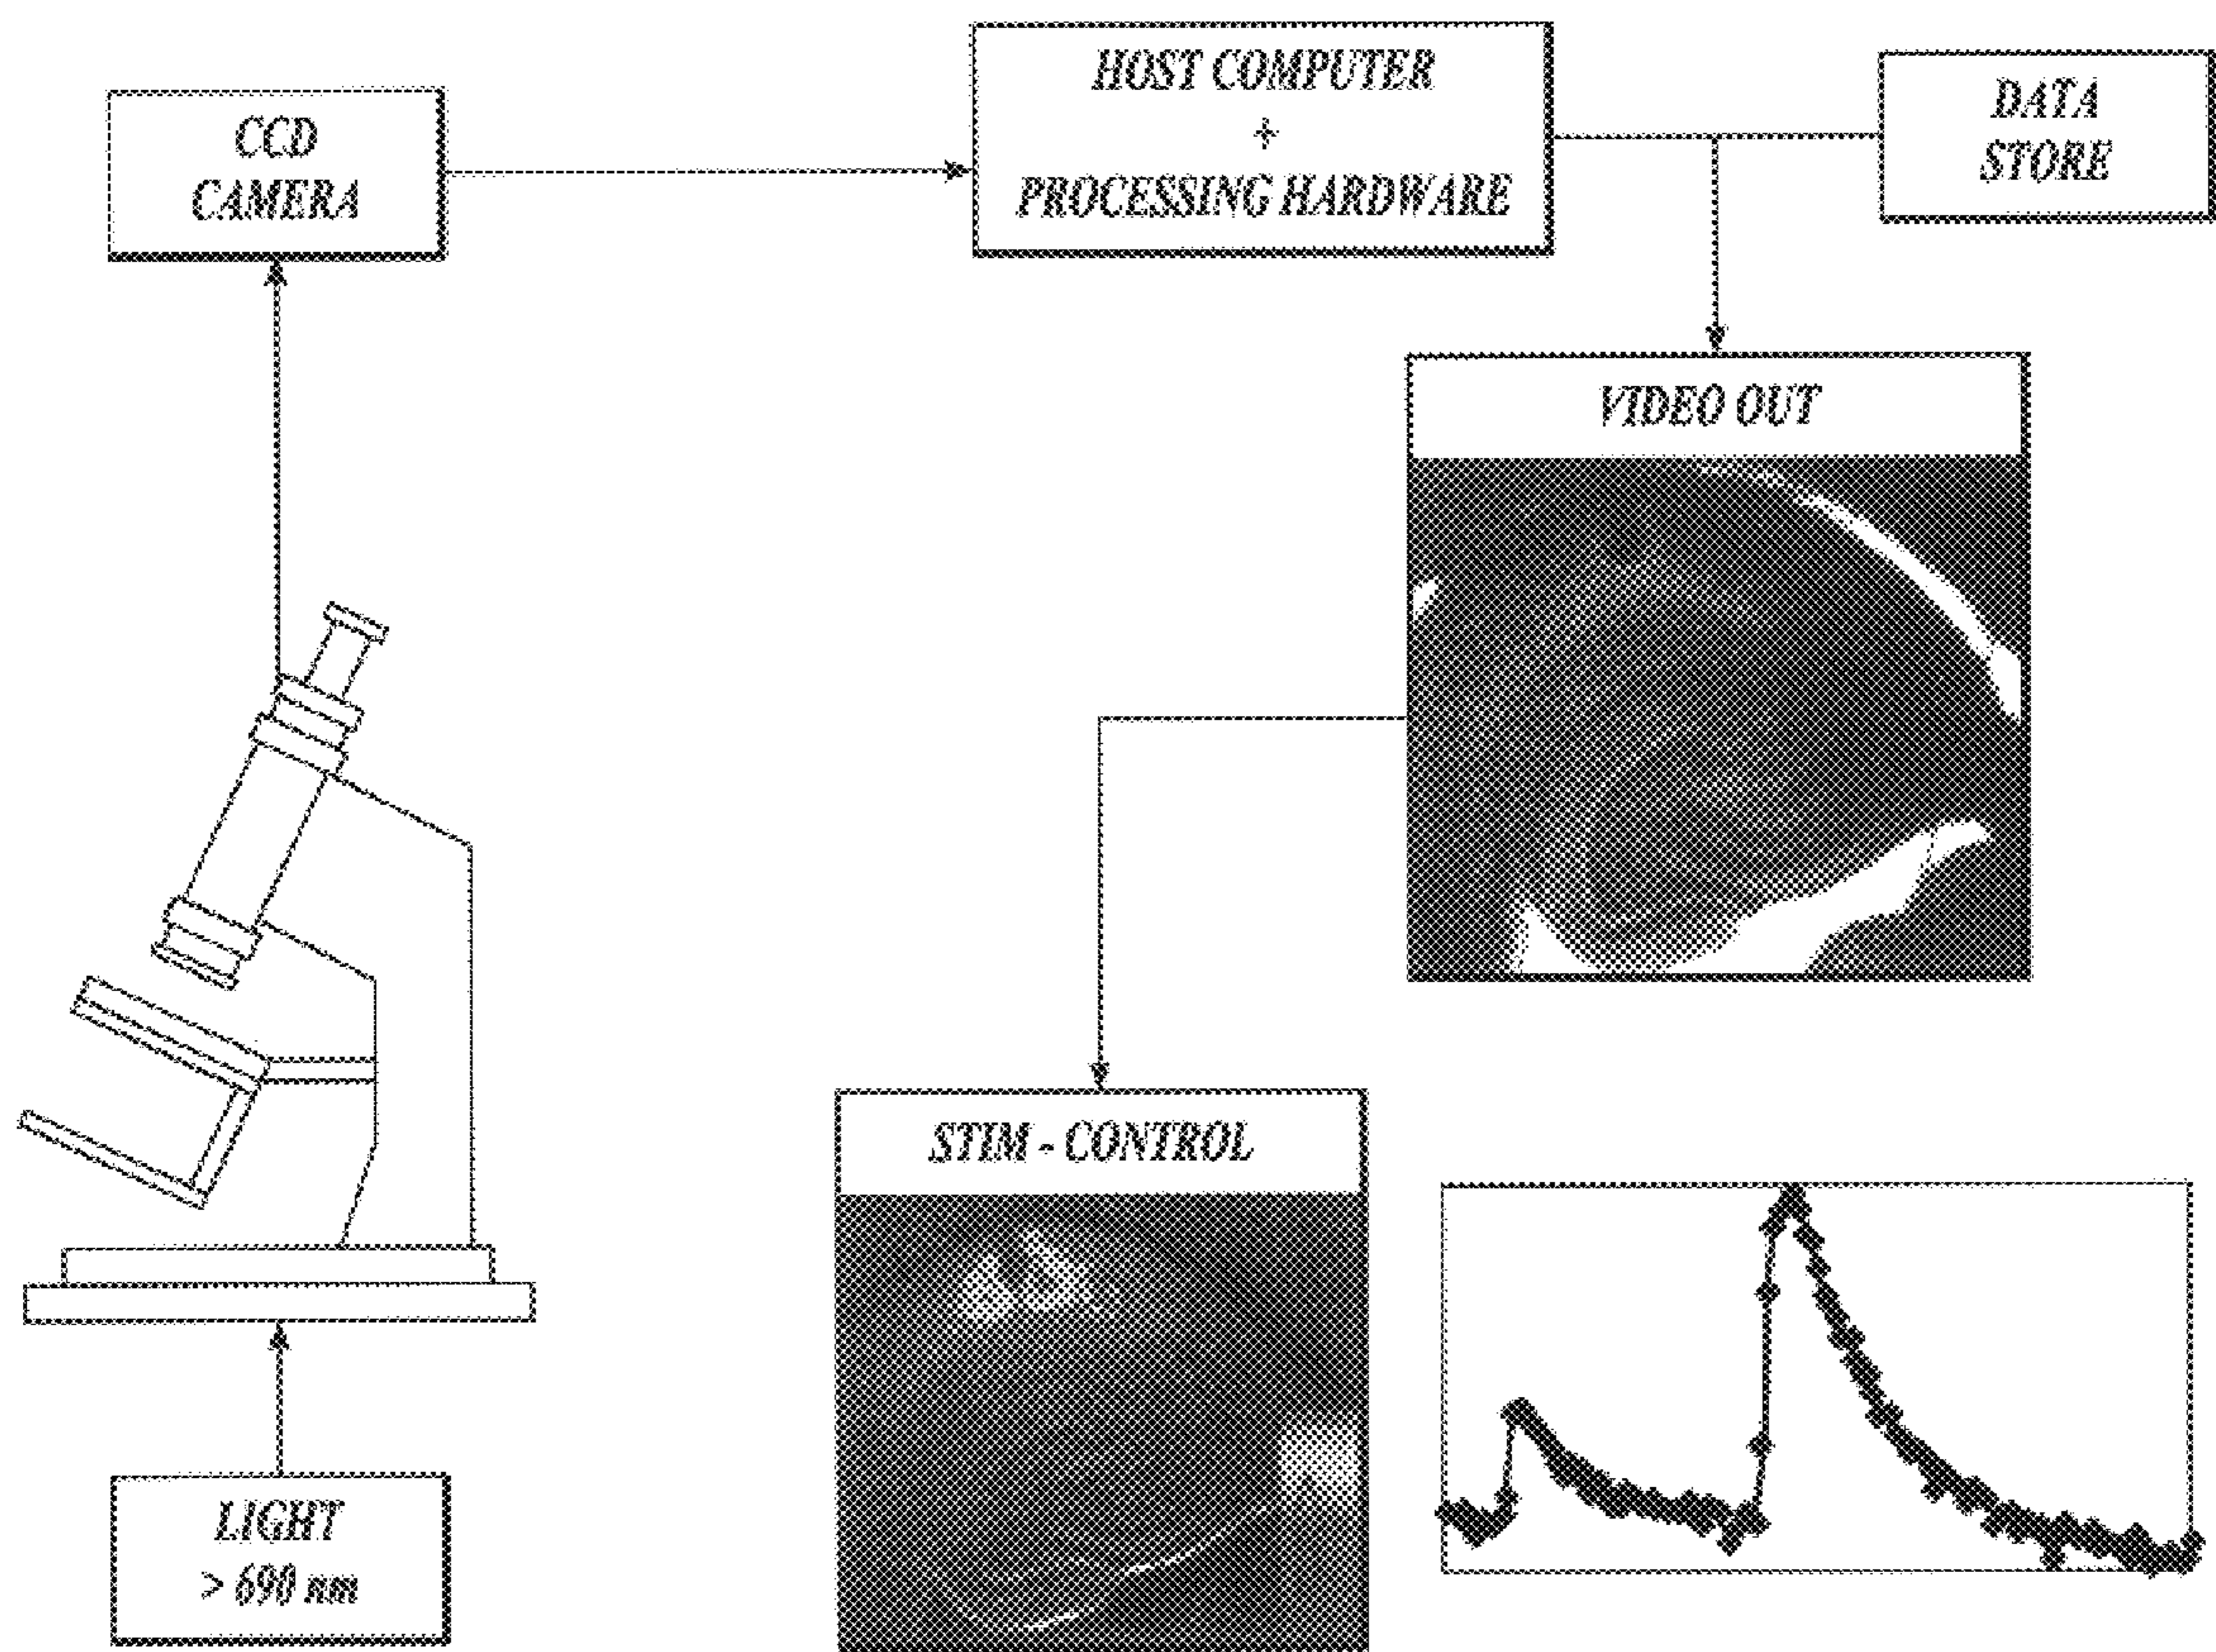 CCD
CAMERA
HOST COMPUTER
+
PROCESSING HARDWARE
DATA
STORE
VIDEO OUT
STIM - CONTROL
LIGHT
> 690 nm